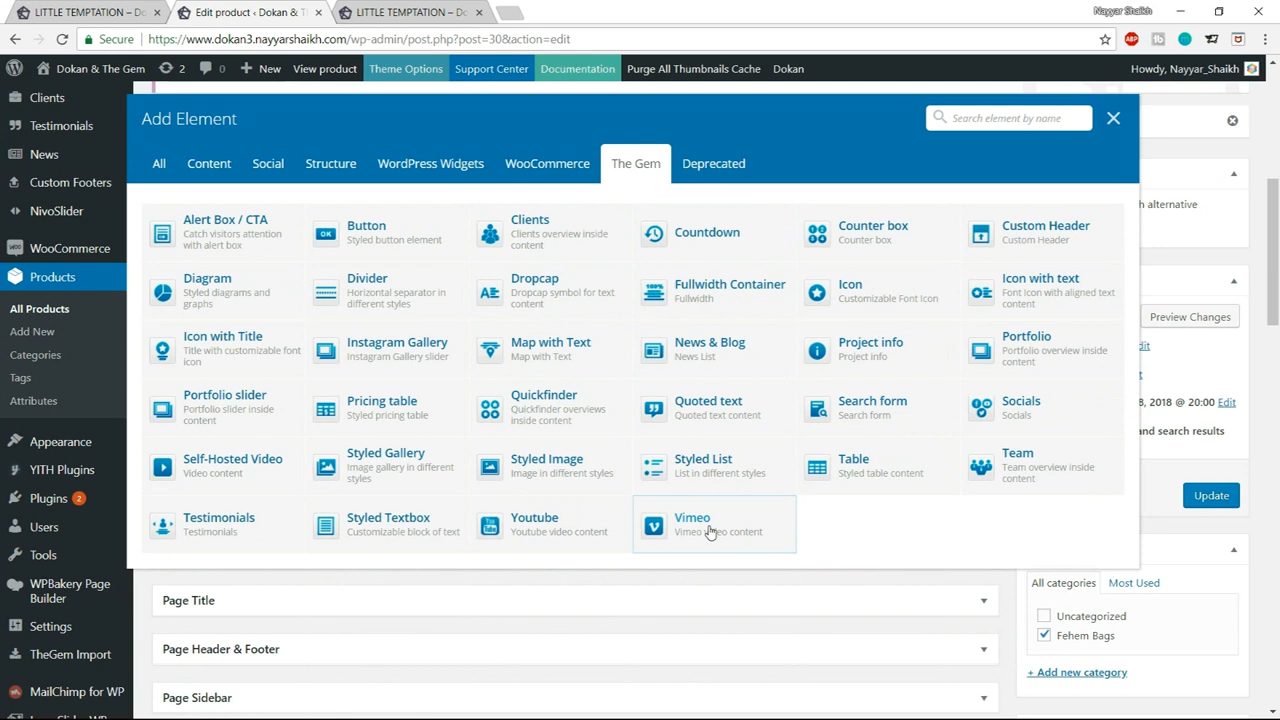 LITTLE TEMPTATION – Do
Edit product ‹ Dokan & T
LITTLE TEMPTATION – Do
Nayyar Shaikh
Secure
https://www.dokan3.nayyarshaikh.com/wp-admin/post.php?post=30&action=edit
ABP
Dokan & The Gem
2
0
New
View product
Theme Options
Support Center
Documentation
Purge All Thumbnails Cache
Dokan
Howdy, Nayyar_Shaikh
Clients
Testimonials
News
Custom Footers
NivoSlider
WooCommerce
Products
All Products
Add New
Categories
Tags
Attributes
Appearance
YITH Plugins
Plugins 2
Users
Tools
WPBakery Page
Builder
Settings
TheGem Import
MailChimp for WP
Add Element
Search element by name
All
Content
Social
Structure
WordPress Widgets
WooCommerce
The Gem
Deprecated
Alert Box / CTA
Catch visitors attention
with alert box
Button
Styled button element
Clients
Clients overview inside
content
Countdown
Counter box
Counter box
Custom Header
Custom Header
Diagram
Styled diagrams and
graphs
Divider
Horizontal separator in
different styles
Dropcap
Dropcap symbol for text
content
Fullwidth Container
Fullwidth
Icon
Customizable Font Icon
Icon with text
Font Icon with aligned text
content
Icon with Title
Title with customizable font
icon
Instagram Gallery
Instagram Gallery slider
Map with Text
Map with Text
News & Blog
News List
Project info
Project info
Portfolio
Portfolio overview inside
content
Portfolio slider
Portfolio slider inside
content
Pricing table
Styled pricing table
Quickfinder
Quickfinder overviews
inside content
Quoted text
Quoted text content
Search form
Search form
Socials
Socials
Self-Hosted Video
Video content
Styled Gallery
Image gallery in different
styles
Styled Image
Image in different styles
Styled List
List in different styles
Table
Styled table content
Team
Team overview inside
content
Testimonials
Testimonials
Styled Textbox
Customizable block of text
Youtube
Youtube video content
Vimeo
Vimeo video content
Page Title
Page Header & Footer
Page Sidebar
h alternative
Preview Changes
dit
t
8, 2018 @ 20:00 Edit
and search results
Update
All categories
Most Used
Uncategorized
Fehem Bags
+ Add new category